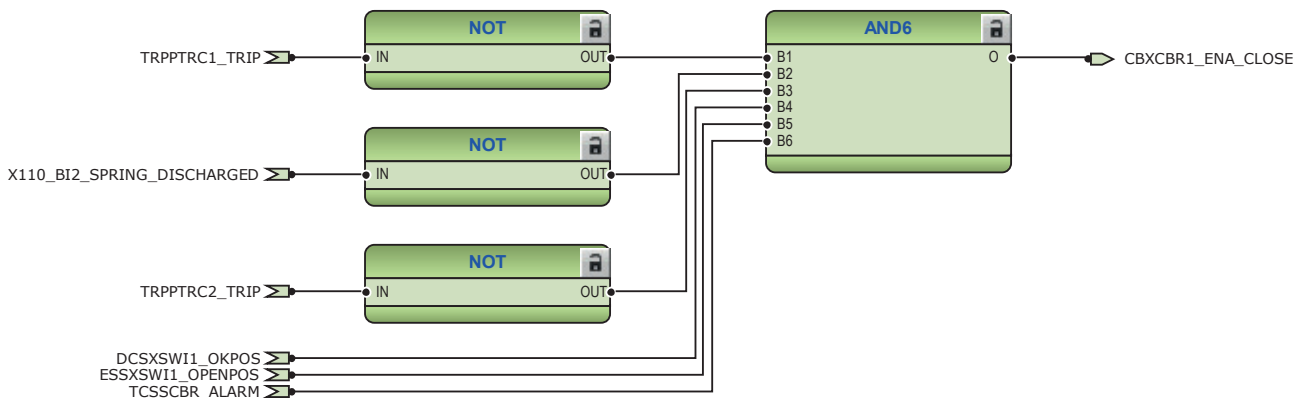 NOT
TRPPTRC1_TRIP
IN
OUT
AND6
B1
B2
B3
B4
B5
B6
O
CBXCBR1_ENA_CLOSE
NOT
X110_BI2_SPRING_DISCHARGED
IN
OUT
NOT
TRPPTRC2_TRIP
IN
OUT
DCSXSWI1_OKPOS
ESSXSWI1_OPENPOS
TCSSCBR_ALARM